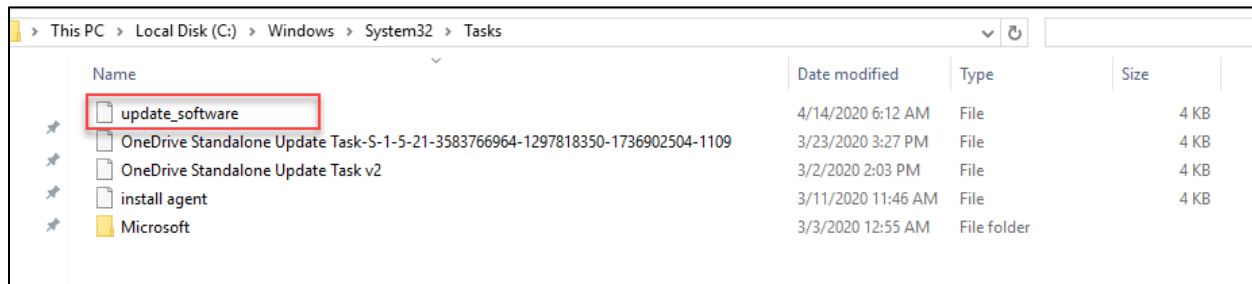 This PC > Local Disk (C:) > Windows > System32 > Tasks
Name Date modified Type Size
update_software 4/14/2020 6:12 AM File 4 KB
OneDrive Standalone Update Task-S-1-5-21-3583766964-1297818350-1736902504-1109 3/23/2020 3:27 PM File 4 KB
OneDrive Standalone Update Task v2 3/2/2020 2:03 PM File 4 KB
install agent 3/11/2020 11:46 AM File 4 KB
Microsoft 3/3/2020 12:55 AM File folder